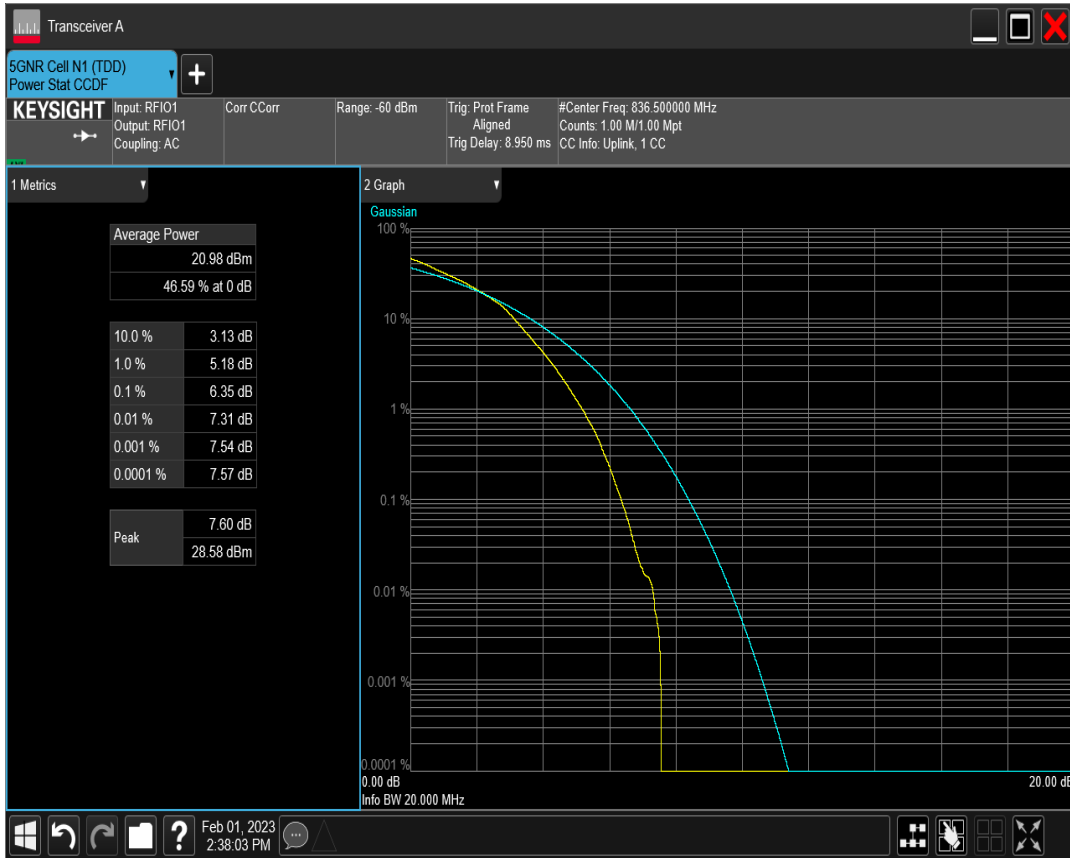 Transceiver A
5GNR Cell N1 (TDD)
Power Stat CCDF
KEYSIGHT
Input: RFIO1
Output: RFIO1
Coupling: AC
Corr CCorr
Range: -60 dBm
Trig: Prot Frame
Aligned
Trig Delay: 8.950 ms
#Center Freq: 836.500000 MHz
Counts: 1.00 M/1.00 Mpt
CC Info: Uplink, 1 CC
1 Metrics
Average Power
20.98 dBm
46.59 % at 0 dB
10.0 % 3.13 dB
1.0 % 5.18 dB
0.1 % 6.35 dB
0.01 % 7.31 dB
0.001 % 7.54 dB
0.0001 % 7.57 dB
Peak
7.60 dB
28.58 dBm
2 Graph
Gaussian
100 %
10 %
1 %
0.1 %
0.01 %
0.001 %
0.0001 %
0.00 dB
20.00 dB
Info BW 20.000 MHz
Feb 01, 2023
2:38:03 PM